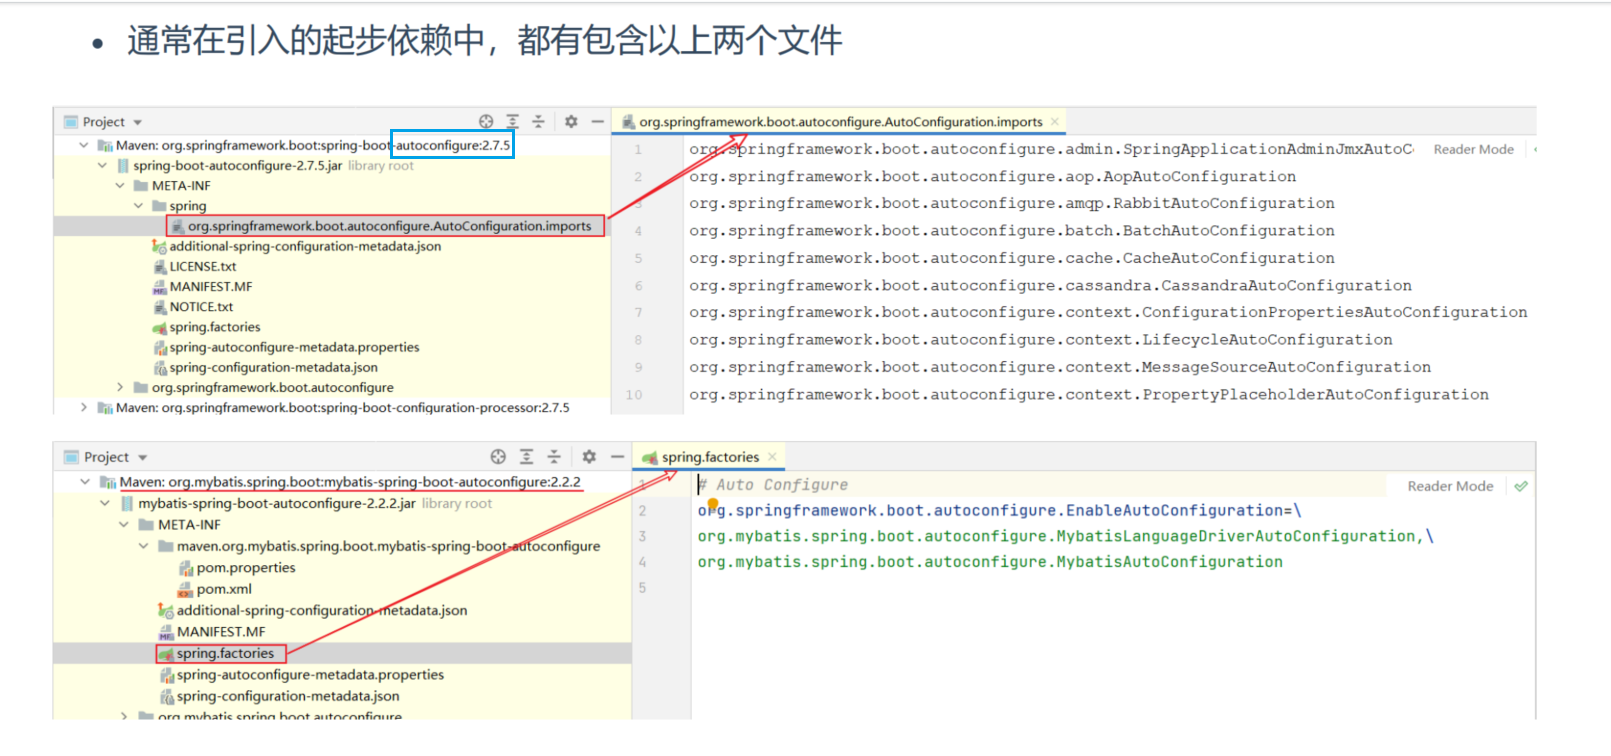 • 通常在引入的起步依赖中，都有包含以上两个文件
Project
Maven: org.springframework.boot:spring-boot-autoconfigure:2.7.5
spring-boot-autoconfigure-2.7.5.jar library root
META-INF
spring
org.springframework.boot.autoconfigure.AutoConfiguration.imports
additional-spring-configuration-metadata.json
LICENSE.txt
MANIFEST.MF
NOTICE.txt
spring.factories
spring-autoconfigure-metadata.properties
spring-configuration-metadata.json
org.springframework.boot.autoconfigure
Maven: org.springframework.boot:spring-boot-configuration-processor:2.7.5
org.springframework.boot.autoconfigure.AutoConfiguration.imports
Reader Mode
1 org.springframework.boot.autoconfigure.admin.SpringApplicationAdminJmxAutoC
2 org.springframework.boot.autoconfigure.aop.AopAutoConfiguration
3 org.springframework.boot.autoconfigure.amqp.RabbitAutoConfiguration
4 org.springframework.boot.autoconfigure.batch.BatchAutoConfiguration
5 org.springframework.boot.autoconfigure.cache.CacheAutoConfiguration
6 org.springframework.boot.autoconfigure.cassandra.CassandraAutoConfiguration
7 org.springframework.boot.autoconfigure.context.ConfigurationPropertiesAutoConfiguration
8 org.springframework.boot.autoconfigure.context.LifecycleAutoConfiguration
9 org.springframework.boot.autoconfigure.context.MessageSourceAutoConfiguration
10 org.springframework.boot.autoconfigure.context.PropertyPlaceholderAutoConfiguration
Project
Maven: org.mybatis.spring.boot:mybatis-spring-boot-autoconfigure:2.2.2
mybatis-spring-boot-autoconfigure-2.2.2.jar library root
META-INF
maven.org.mybatis.spring.boot.mybatis-spring-boot-autoconfigure
pom.properties
pom.xml
additional-spring-configuration-metadata.json
MANIFEST.MF
spring.factories
spring-autoconfigure-metadata.properties
spring-configuration-metadata.json
org.mybatis.spring.boot.autoconfigure
spring.factories
Reader Mode
1 # Auto Configure
2 org.springframework.boot.autoconfigure.EnableAutoConfiguration=\
3 org.mybatis.spring.boot.autoconfigure.MybatisLanguageDriverAutoConfiguration,\
4 org.mybatis.spring.boot.autoconfigure.MybatisAutoConfiguration
5